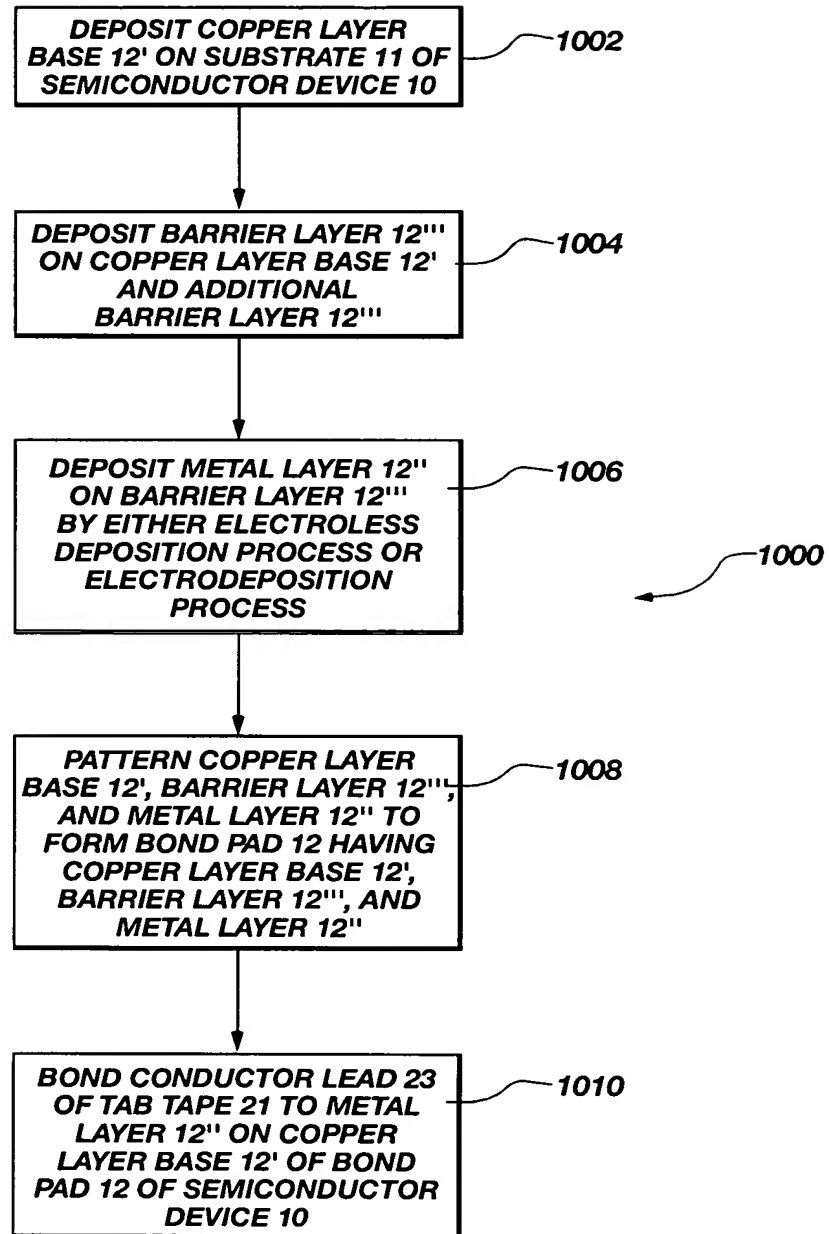 DEPOSIT COPPER LAYER
BASE 12' ON SUBSTRATE 11 OF
SEMICONDUCTOR DEVICE 10
1002
DEPOSIT BARRIER LAYER 12'''
ON COPPER LAYER BASE 12'
AND ADDITIONAL
BARRIER LAYER 12'''
1004
DEPOSIT METAL LAYER 12''
ON BARRIER LAYER 12'''
BY EITHER ELECTROLESS
DEPOSITION PROCESS OR
ELECTRODEPOSITION
PROCESS
1006
1000
PATTERN COPPER LAYER
BASE 12', BARRIER LAYER 12''',
AND METAL LAYER 12'' TO
FORM BOND PAD 12 HAVING
COPPER LAYER BASE 12',
BARRIER LAYER 12''', AND
METAL LAYER 12''
1008
BOND CONDUCTOR LEAD 23
OF TAB TAPE 21 TO METAL
LAYER 12'' ON COPPER
LAYER BASE 12' OF BOND
PAD 12 OF SEMICONDUCTOR
DEVICE 10
1010